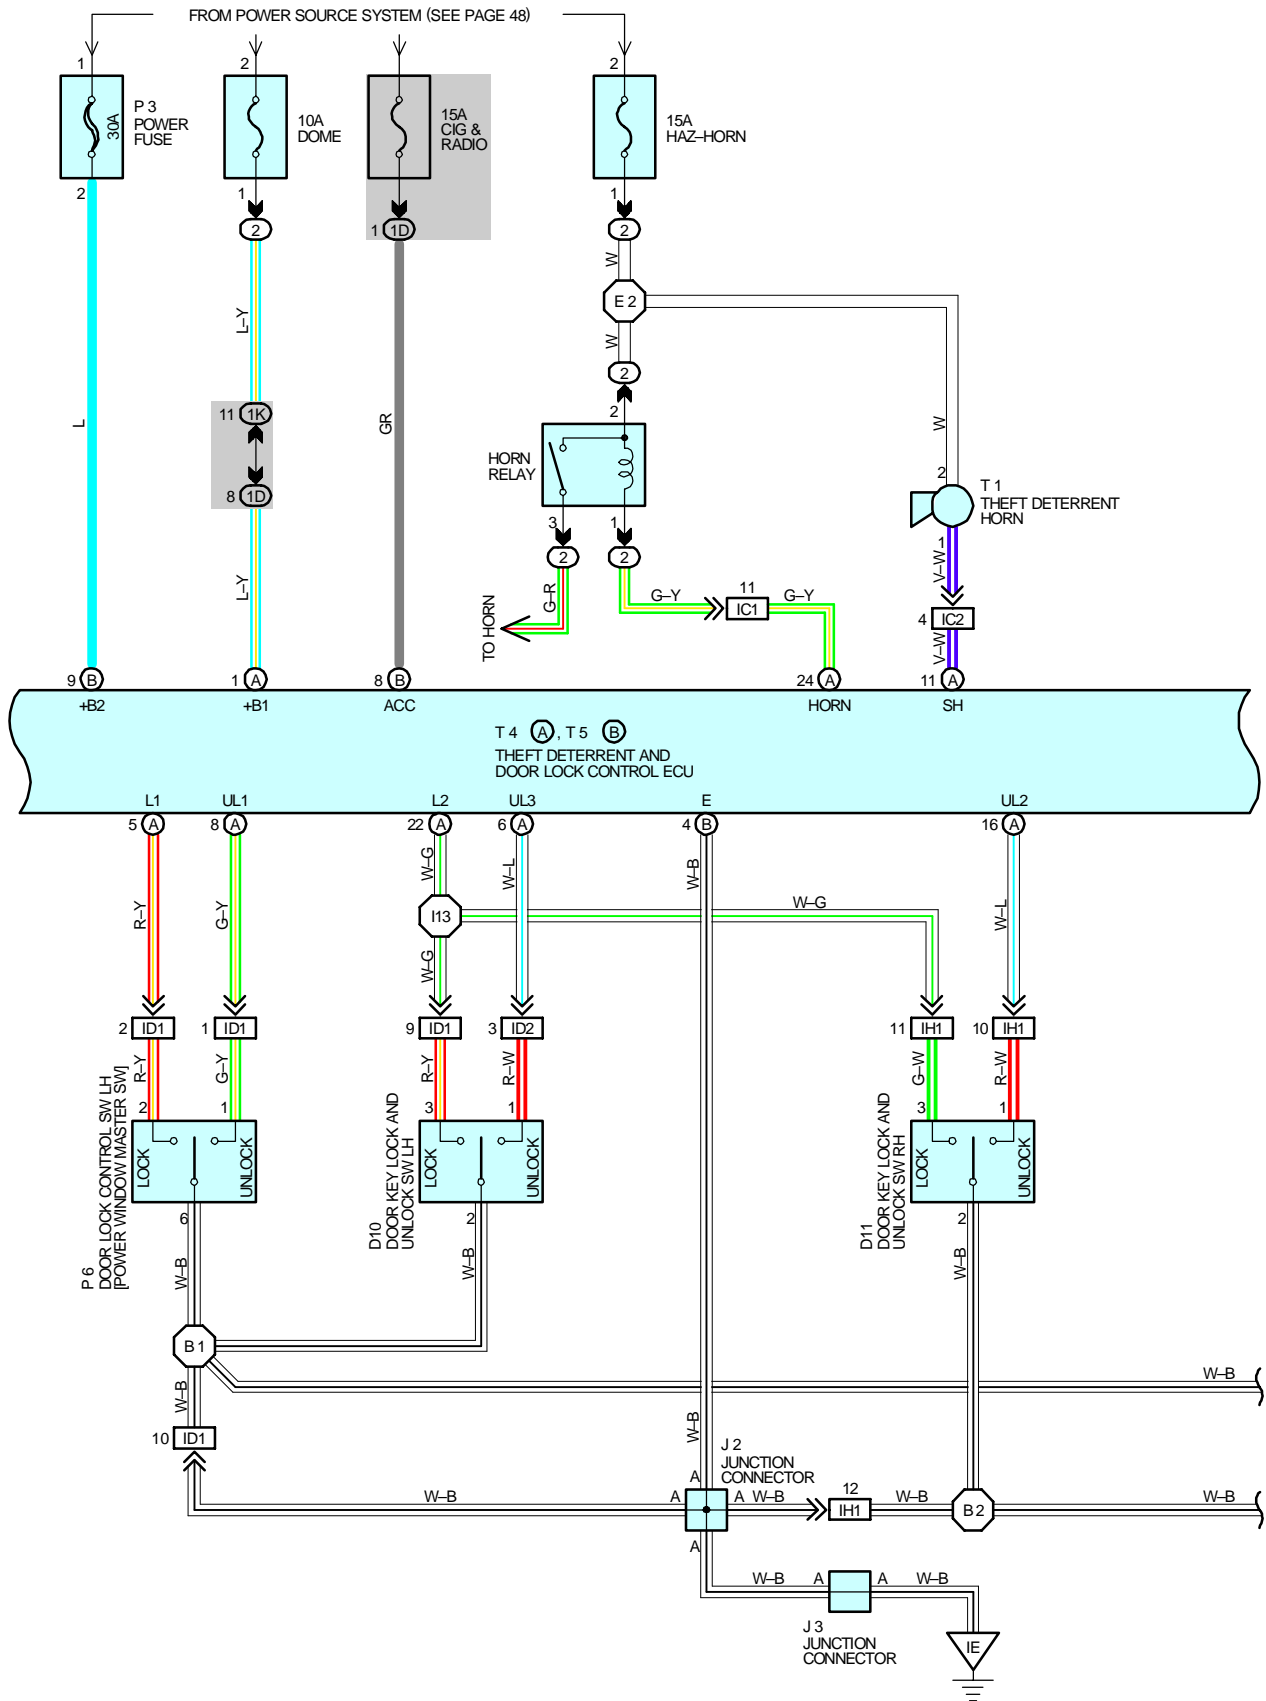 FROM POWER SOURCE SYSTEM (SEE PAGE 48)
1
2
2
30A
P 3
POWER
FUSE
10A
DOME
15A
CIG &
RADIO
15A
HAZ–HORN
2
1
1
2
1 1D
2
L
L–Y
GR
W
E 2
W
2
11 1K
8 1D
2
HORN
RELAY
W
2
T 1
THEFT DETERRENT
HORN
3
1
2
2
1
V–W
L–Y
G–R
TO HORN
G–Y
11
IC1
G–Y
4 IC2
V–W
9 B
1 A
8 B
24 A
11 A
+B2
+B1
ACC
HORN
SH
T 4 A , T 5 B
THEFT DETERRENT AND
DOOR LOCK CONTROL ECU
L1
UL1
L2
UL3
E
UL2
5 A
8 A
22 A
6 A
4 B
16 A
R–Y
G–Y
W–G
W–L
W–B
W–L
I13
W–G
W–G
2 ID1
1 ID1
9 ID1
3 ID2
11 IH1
10 IH1
R–Y
G–Y
R–Y
R–W
G–W
R–W
2
1
3
1
3
1
LOCK
UNLOCK
LOCK
UNLOCK
LOCK
UNLOCK
P 6
DOOR LOCK CONTROL SW LH
[POWER WINDOW MASTER SW]
D10
DOOR KEY LOCK AND
UNLOCK SW LH
D11
DOOR KEY LOCK AND
UNLOCK SW RH
6
2
2
W–B
W–B
W–B
B 1
W–B
W–B
10 ID1
W–B
J 2
JUNCTION
CONNECTOR
A
W–B
A
A
W–B
12
IH1
W–B
B 2
W–B
A
W–B
A
A
W–B
J 3
JUNCTION
CONNECTOR
IE